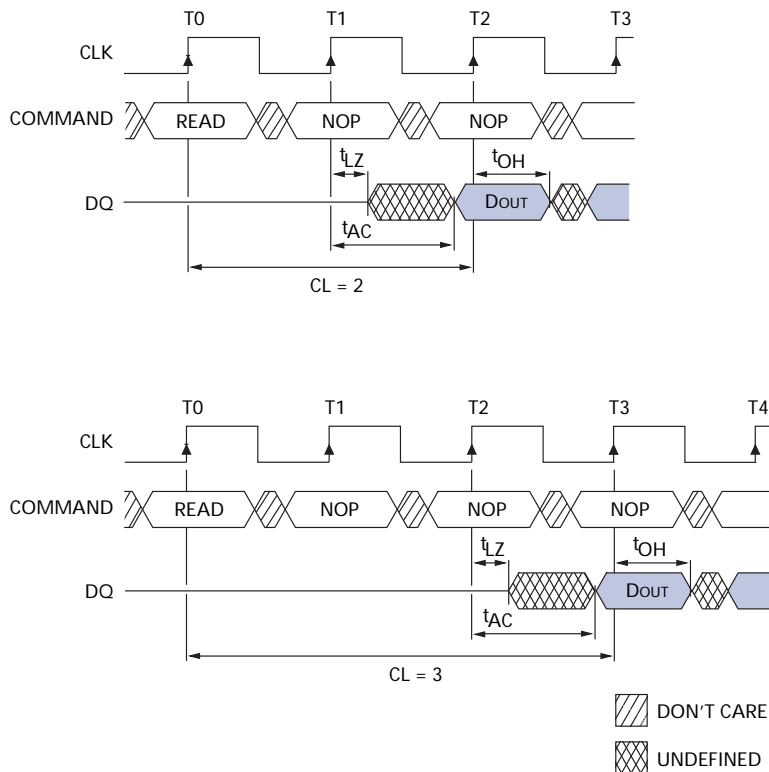 T0 T1 T2 T3
CLK
COMMAND READ NOP NOP
tLZ tOH
DQ DOUT
tAC
CL = 2
T0 T1 T2 T3 T4
CLK
COMMAND READ NOP NOP NOP
tLZ tOH
DQ DOUT
tAC
CL = 3
DON'T CARE
UNDEFINED